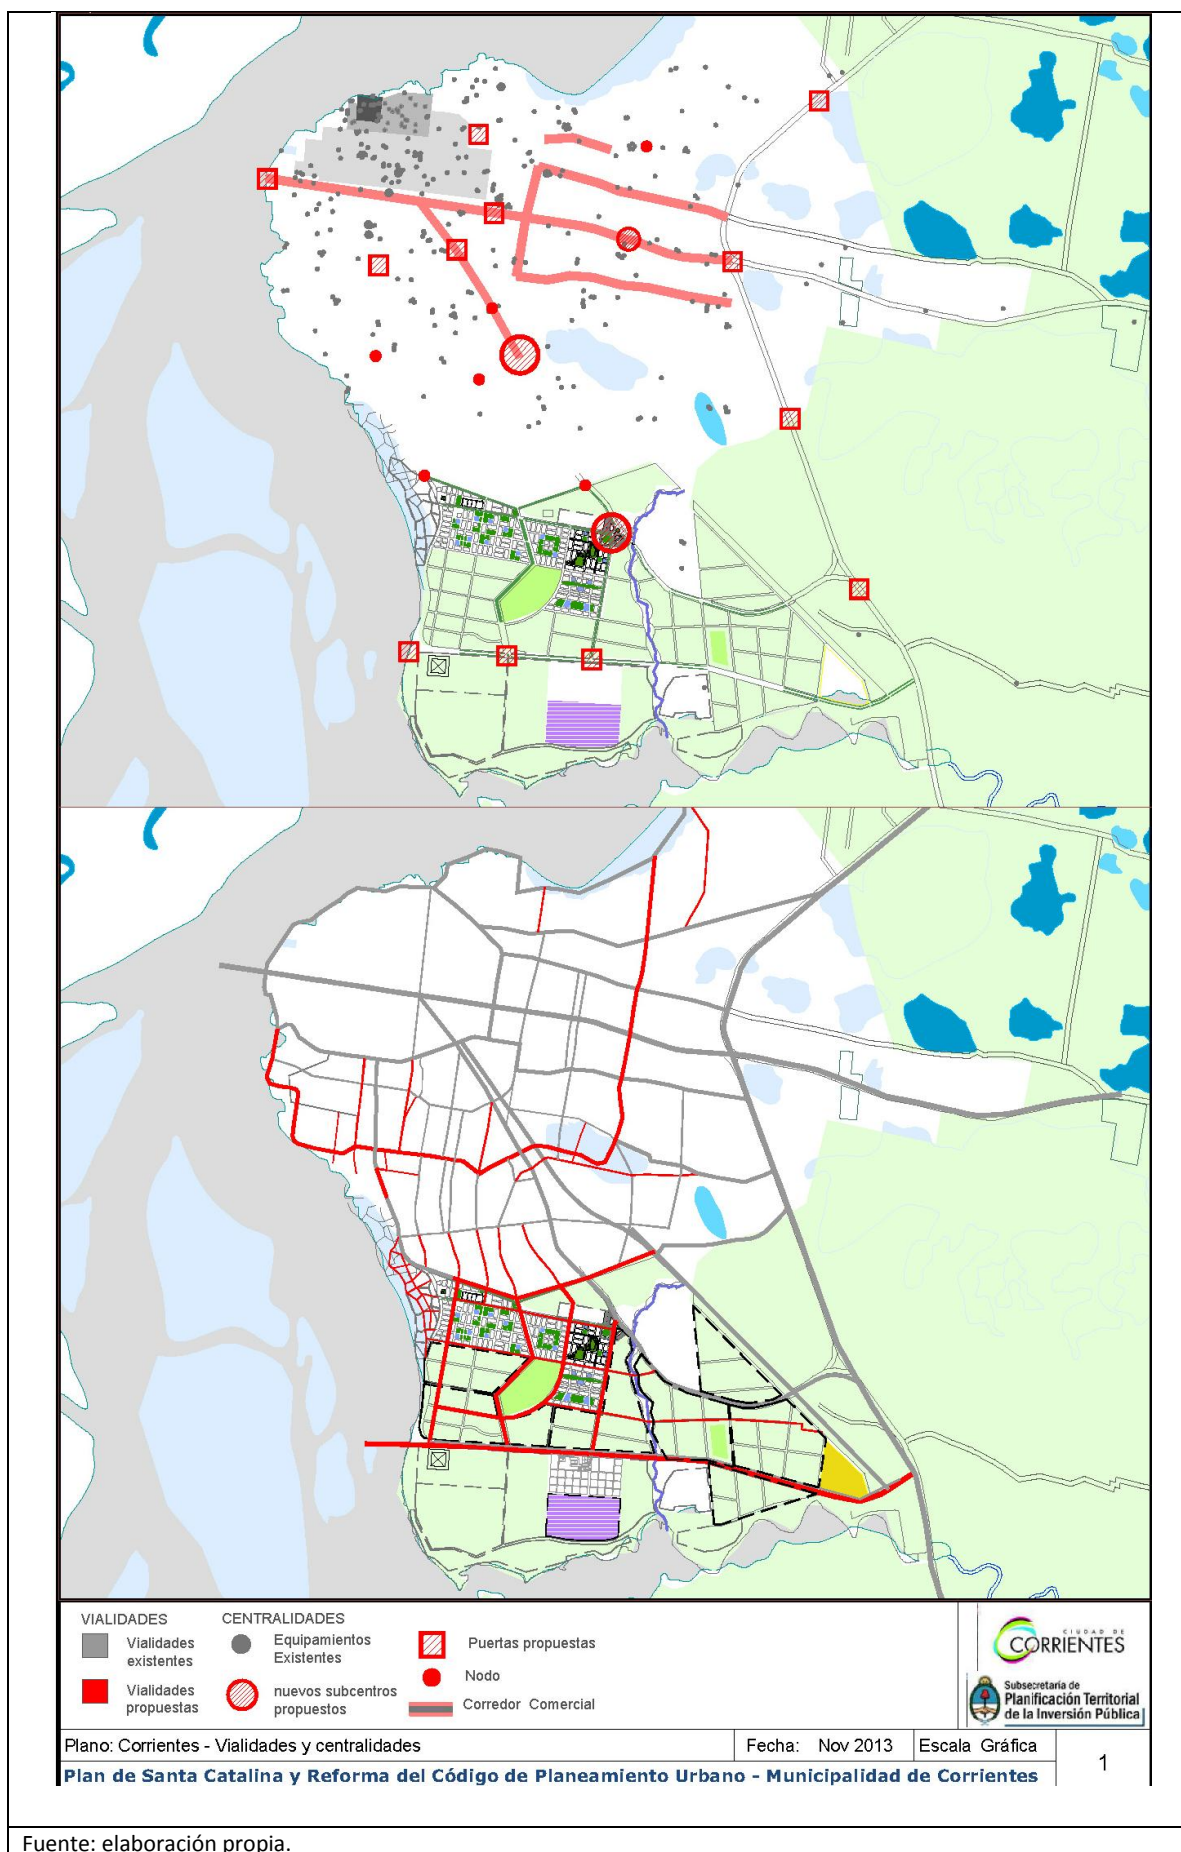 VIALIDADES
Vialidades
existentes
Vialidades
propuestas
CENTRALIDADES
Equipamientos
Existentes
nuevos subcentros
propuestos
Puertas propuestas
Nodo
Corredor Comercial
CIUDAD DE
CORRIENTES
Subsecretaría de
Planificación Territorial
de la Inversión Pública
Plano: Corrientes - Vialidades y centralidades
Fecha: Nov 2013
Escala Gráfica
1
Plan de Santa Catalina y Reforma del Código de Planeamiento Urbano - Municipalidad de Corrientes
Fuente: elaboración propia.